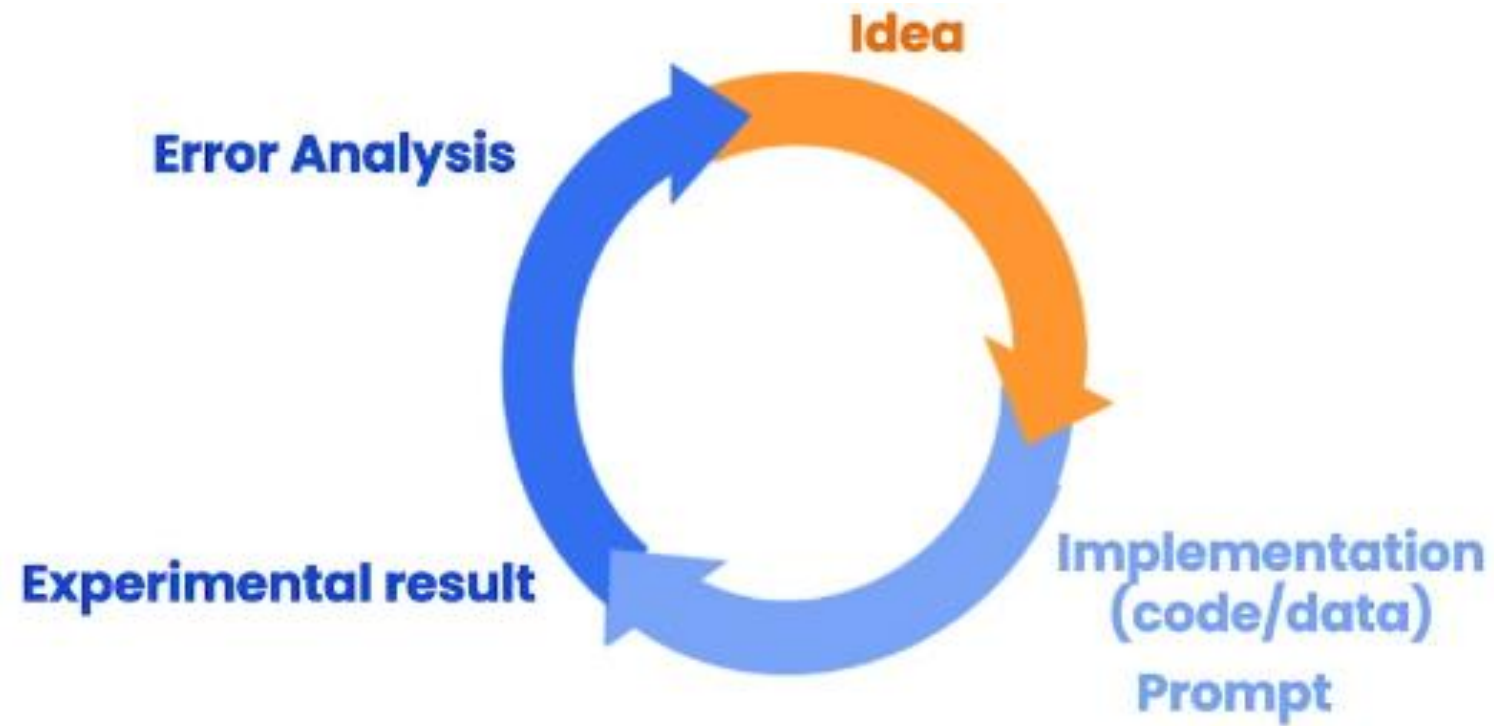 Idea
Error Analysis
Implementation
(code/data)
Prompt
Experimental result